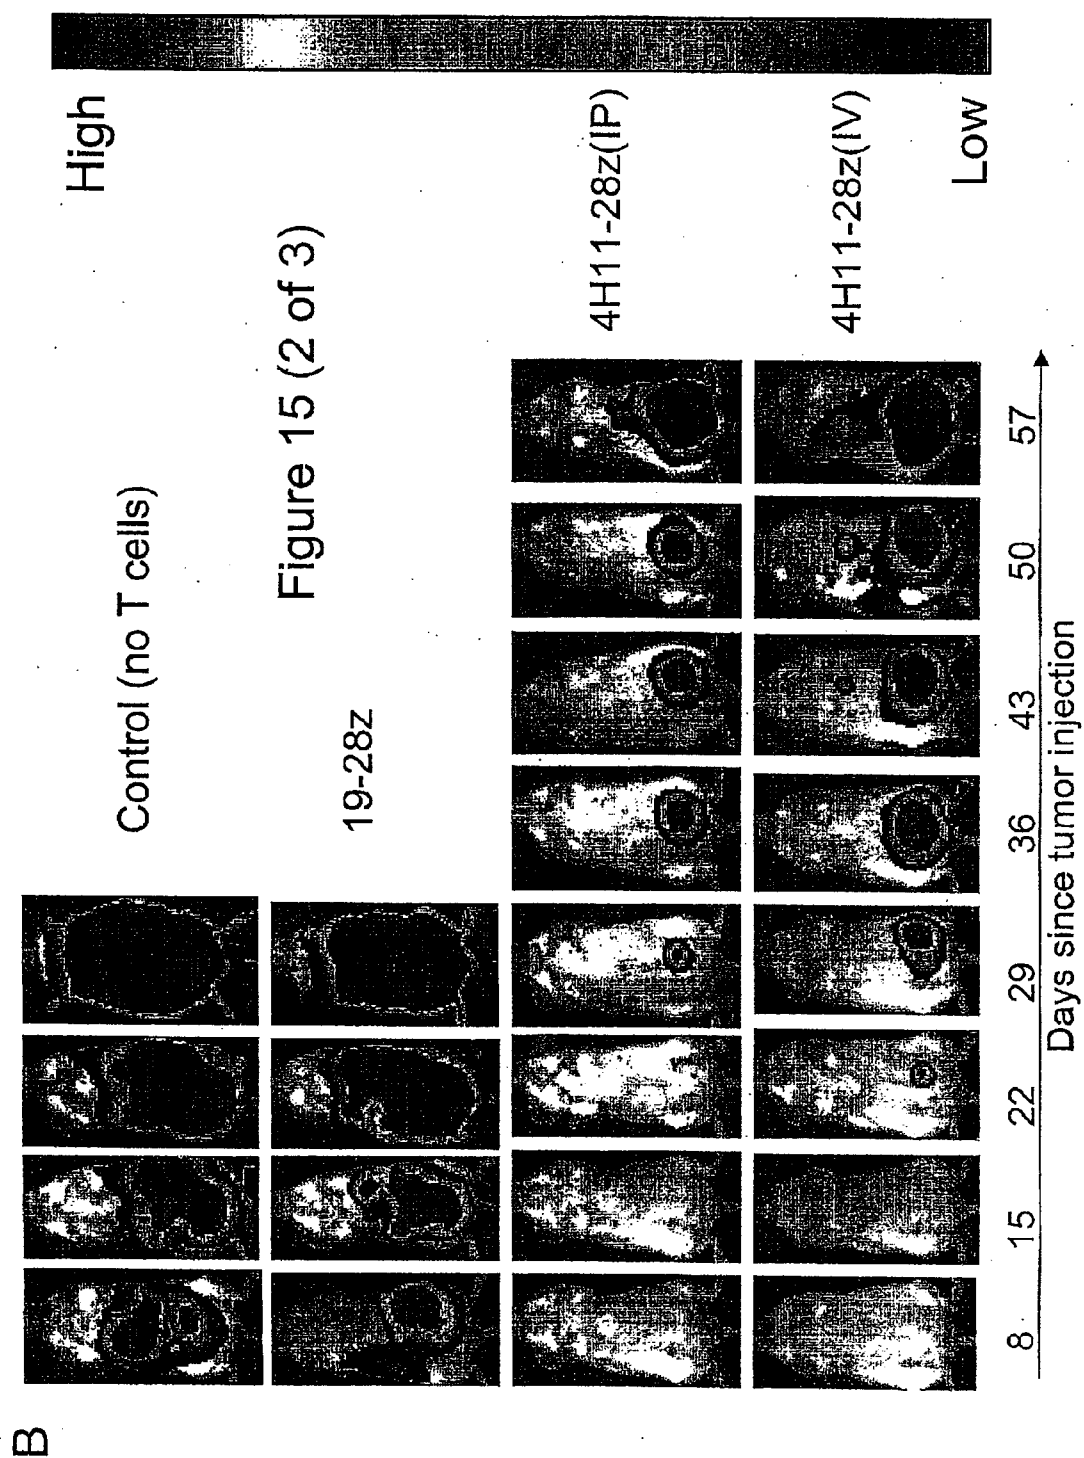 B
Control (no T cells)
High
19-28z
Figure 15 (2 of 3)
4H11-28z(IP)
4H11-28z(IV)
Low
8
15
22
29
36
43
50
57
Days since tumor injection